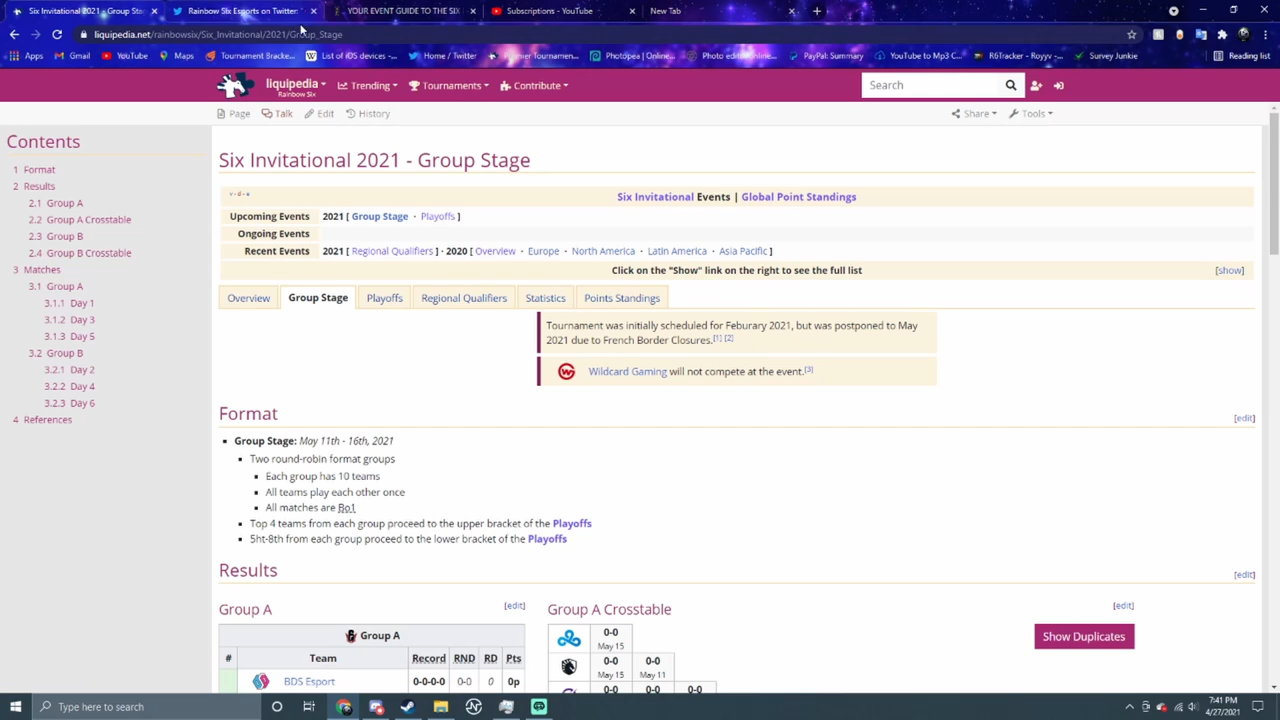 Six Invitational 2021 - Group Sta
Rainbow Six Esports on Twitter:
YOUR EVENT GUIDE TO THE SIX
Subscriptions - YouTube
New Tab
liquipedia.net/rainbowsix/Six_Invitational/2021/Group_Stage
Apps
Gmail
YouTube
Maps
Tournament Bracke...
List of iOS devices -...
Home / Twitter
Premier Tournamen...
Photopea | Online...
Photo editor online...
PayPal: Summary
YouTube to Mp3 C...
R6Tracker - Royvv -...
Survey Junkie
Reading list
liquipedia
Rainbow Six
Trending
Tournaments
Contribute
Search
Page
Talk
Edit
History
Share
Tools
Contents
1 Format
2 Results
2.1 Group A
2.2 Group A Crosstable
2.3 Group B
2.4 Group B Crosstable
3 Matches
3.1 Group A
3.1.1 Day 1
3.1.2 Day 3
3.1.3 Day 5
3.2 Group B
3.2.1 Day 2
3.2.2 Day 4
3.2.3 Day 6
4 References
Six Invitational 2021 - Group Stage
Six Invitational Events | Global Point Standings
Upcoming Events 2021 [ Group Stage · Playoffs ]
Ongoing Events
Recent Events 2021 [ Regional Qualifiers ] · 2020 [ Overview · Europe · North America · Latin America · Asia Pacific ]
Click on the "Show" link on the right to see the full list [show]
Overview
Group Stage
Playoffs
Regional Qualifiers
Statistics
Points Standings
Tournament was initially scheduled for Feburary 2021, but was postponed to May
2021 due to French Border Closures.[1] [2]
Wildcard Gaming will not compete at the event.[3]
Format [edit]
Group Stage: May 11th - 16th, 2021
Two round-robin format groups
Each group has 10 teams
All teams play each other once
All matches are Bo1
Top 4 teams from each group proceed to the upper bracket of the Playoffs
5ht-8th from each group proceed to the lower bracket of the Playoffs
Results [edit]
Group A [edit]
Group A
# Team Record RND RD Pts
BDS Esport 0-0-0-0 0-0 0 0p
Group A Crosstable [edit]
Show Duplicates
0-0
May 15
0-0 0-0
May 15 May 11
0-0 0-0 0-0
Type here to search
7:41 PM
4/27/2021